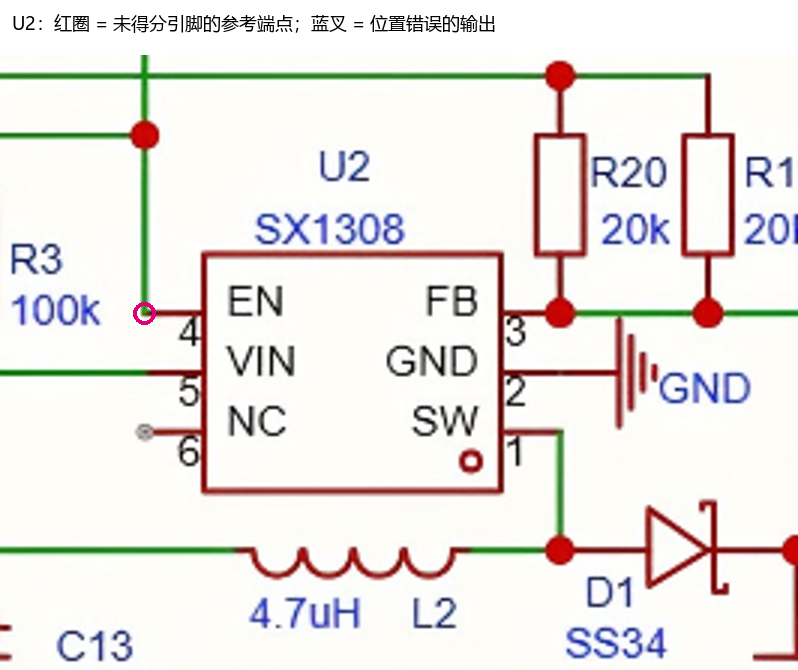 U2：红圈 = 未得分引脚的参考端点；蓝叉 = 位置错误的输出
U2
SX1308
R20
20k
R1
20
R3
100k
EN
FB
4
3
VIN
GND
5
2
GND
NC
SW
6
1
4.7uH
L2
D1
SS34
C13